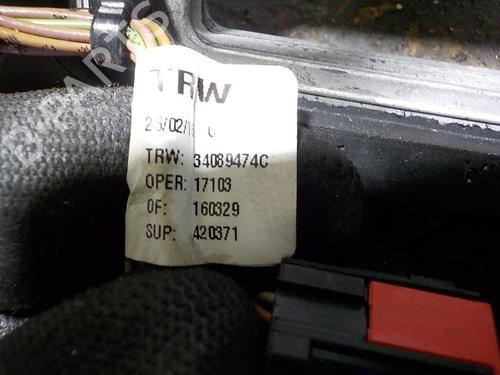 TRW
TRW: 34089474C
OPER: 17103
OF: 160329
SUP: 420371